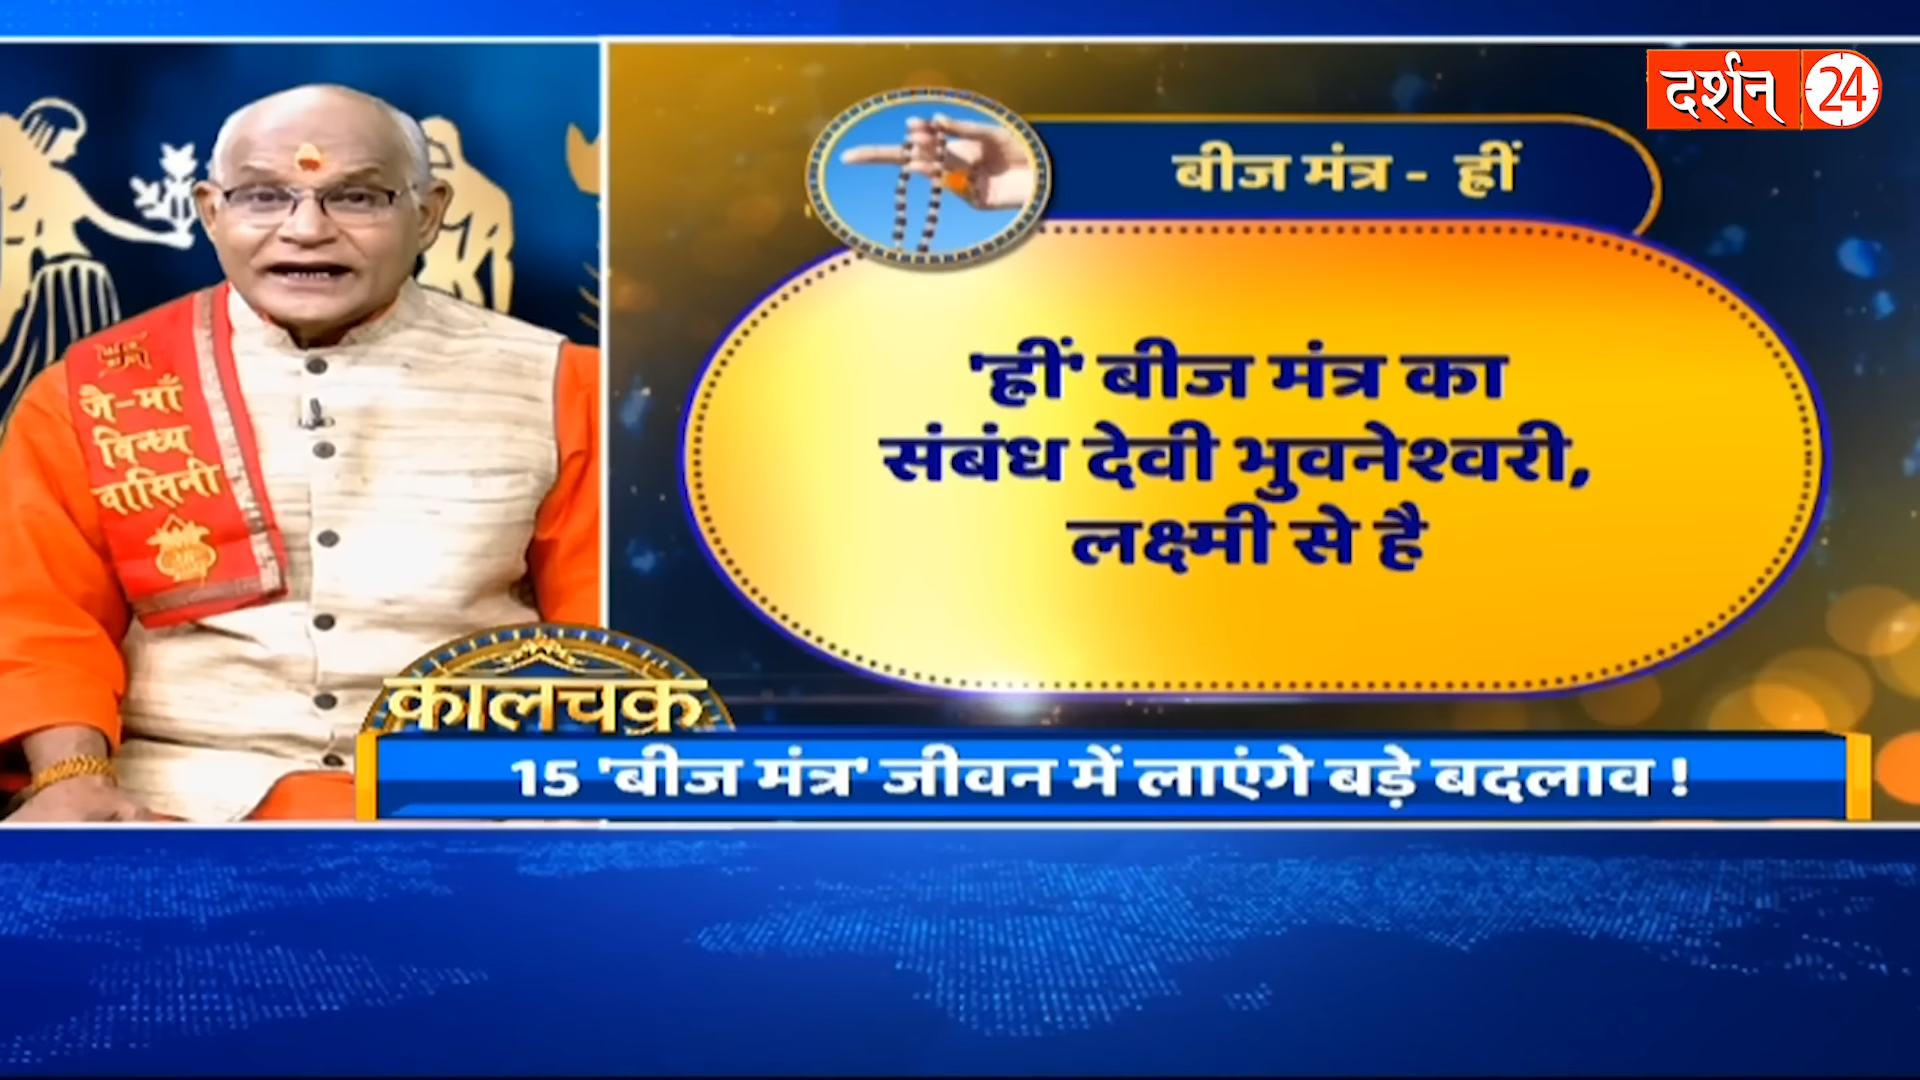 दर्शन 24
बीज मंत्र - ह्रीं
'ह्रीं' बीज मंत्र का
संबंध देवी भुवनेश्वरी,
लक्ष्मी से है
जै-माँ
विन्ध्य
वासिनी
कालचक्र
15 'बीज मंत्र' जीवन में लाएंगे बड़े बदलाव !